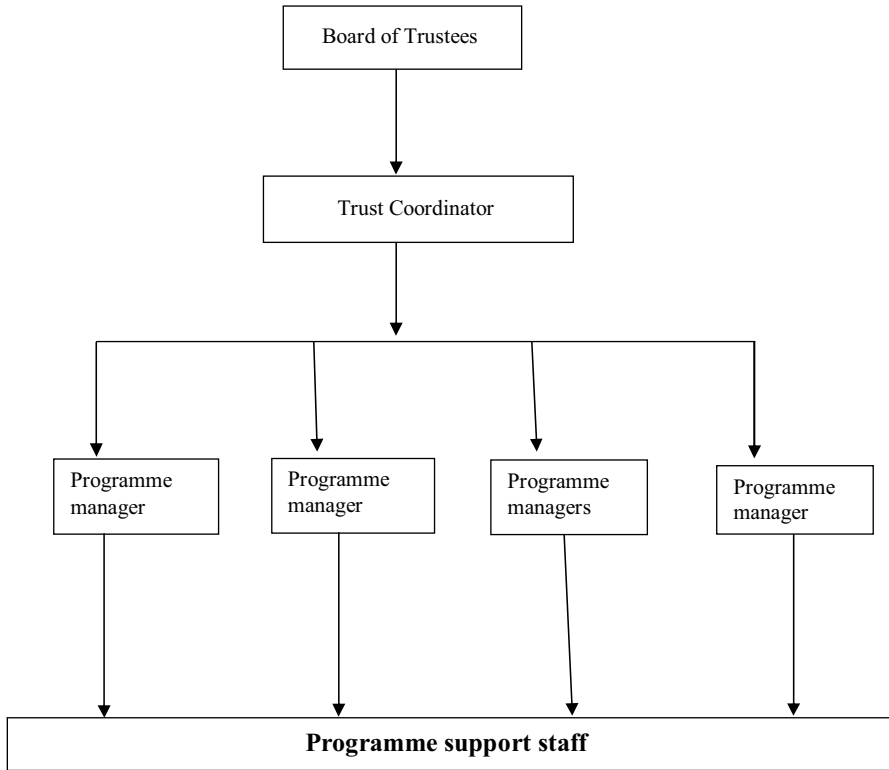 Board of Trustees
Trust Coordinator
Programme
manager
Programme
manager
Programme
managers
Programme
manager
Programme support staff